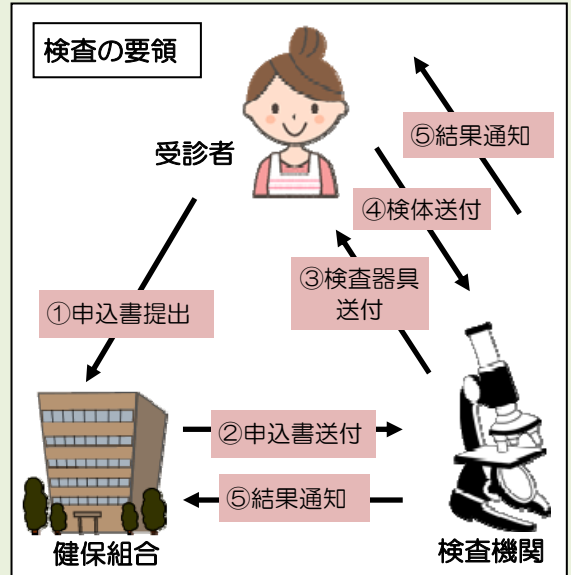 検査の要領
受診者
⑤結果通知
④検体送付
③検査器具
送付
①申込書提出
②申込書送付
⑤結果通知
健保組合
検査機関